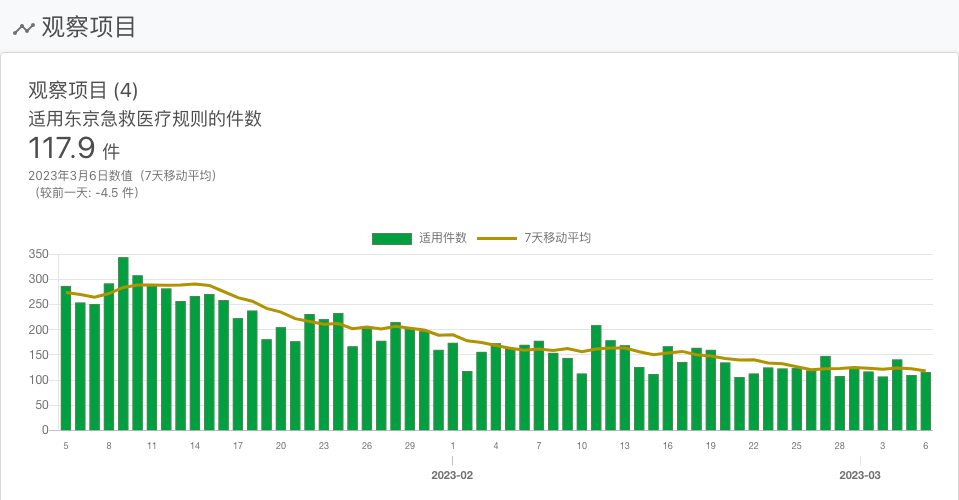 观察项目
观察项目 (4)
适用东京急救医疗规则的件数
117.9 件
2023年3月6日数值（7天移动平均）
（较前一天: -4.5 件）
适用件数 7天移动平均
350
300
250
200
150
100
50
0
5 8 11 14 17 20 23 26 29 1 4 7 10 13 16 19 22 25 28 3 6
2023-02 2023-03